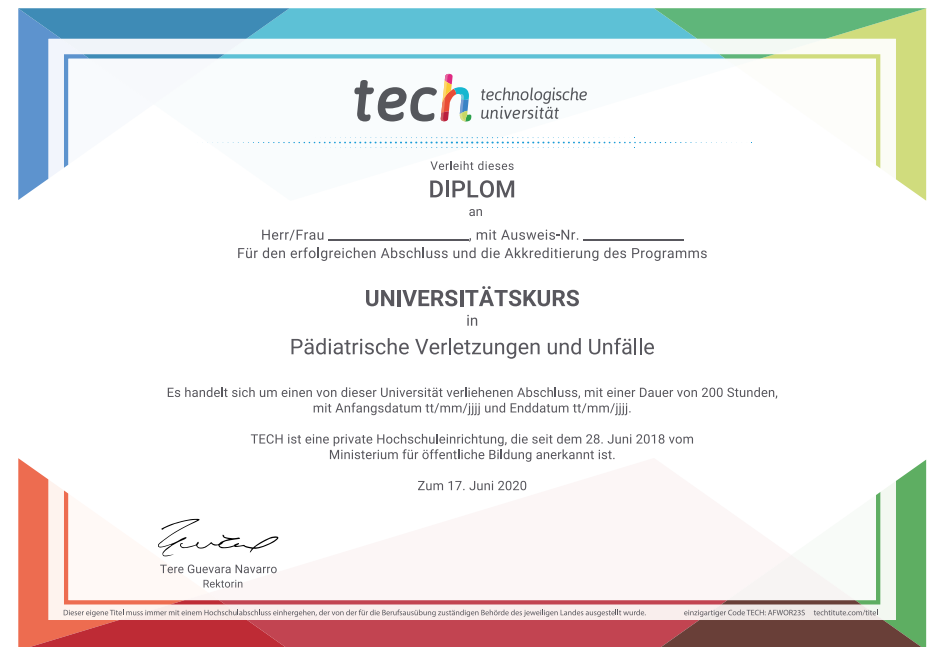 tech technologische
universität
Verleiht dieses
DIPLOM
an
Herr/Frau ____________________, mit Ausweis-Nr. ______________
Für den erfolgreichen Abschluss und die Akkreditierung des Programms
UNIVERSITÄTSKURS
in
Pädiatrische Verletzungen und Unfälle
Es handelt sich um einen von dieser Universität verliehenen Abschluss, mit einer Dauer von 200 Stunden,
mit Anfangsdatum tt/mm/jjjj und Enddatum tt/mm/jjjj.
TECH ist eine private Hochschuleinrichtung, die seit dem 28. Juni 2018 vom
Ministerium für öffentliche Bildung anerkannt ist.
Zum 17. Juni 2020
Tere Guevara Navarro
Rektorin
Dieser eigene Titel muss immer mit einem Hochschulabschluss einhergehen, der von der für die Berufsausübung zuständigen Behörde des jeweiligen Landes ausgestellt wurde. einzigartiger Code TECH: AFWOR23S techtitute.com/titel